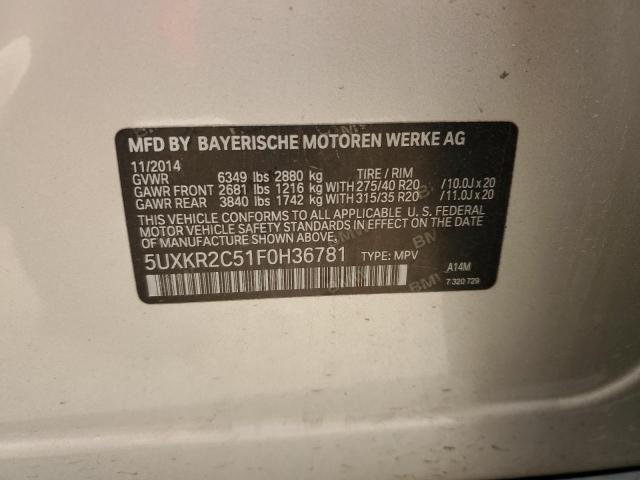 MFD BY BAYERISCHE MOTOREN WERKE AG
11/2014
GVWR 6349 lbs 2880 kg TIRE / RIM
GAWR FRONT 2681 lbs 1216 kg WITH 275/40 R20 /10.0J x 20
GAWR REAR 3840 lbs 1742 kg WITH 315/35 R20 /11.0J x 20
THIS VEHICLE CONFORMS TO ALL APPLICABLE U. S. FEDERAL
MOTOR VEHICLE SAFETY STANDARDS IN EFFECT ON THE DATE
OF MANUFACTURE SHOWN ABOVE.
5UXKR2C51F0H36781 TYPE: MPV
A14M
7 320 729